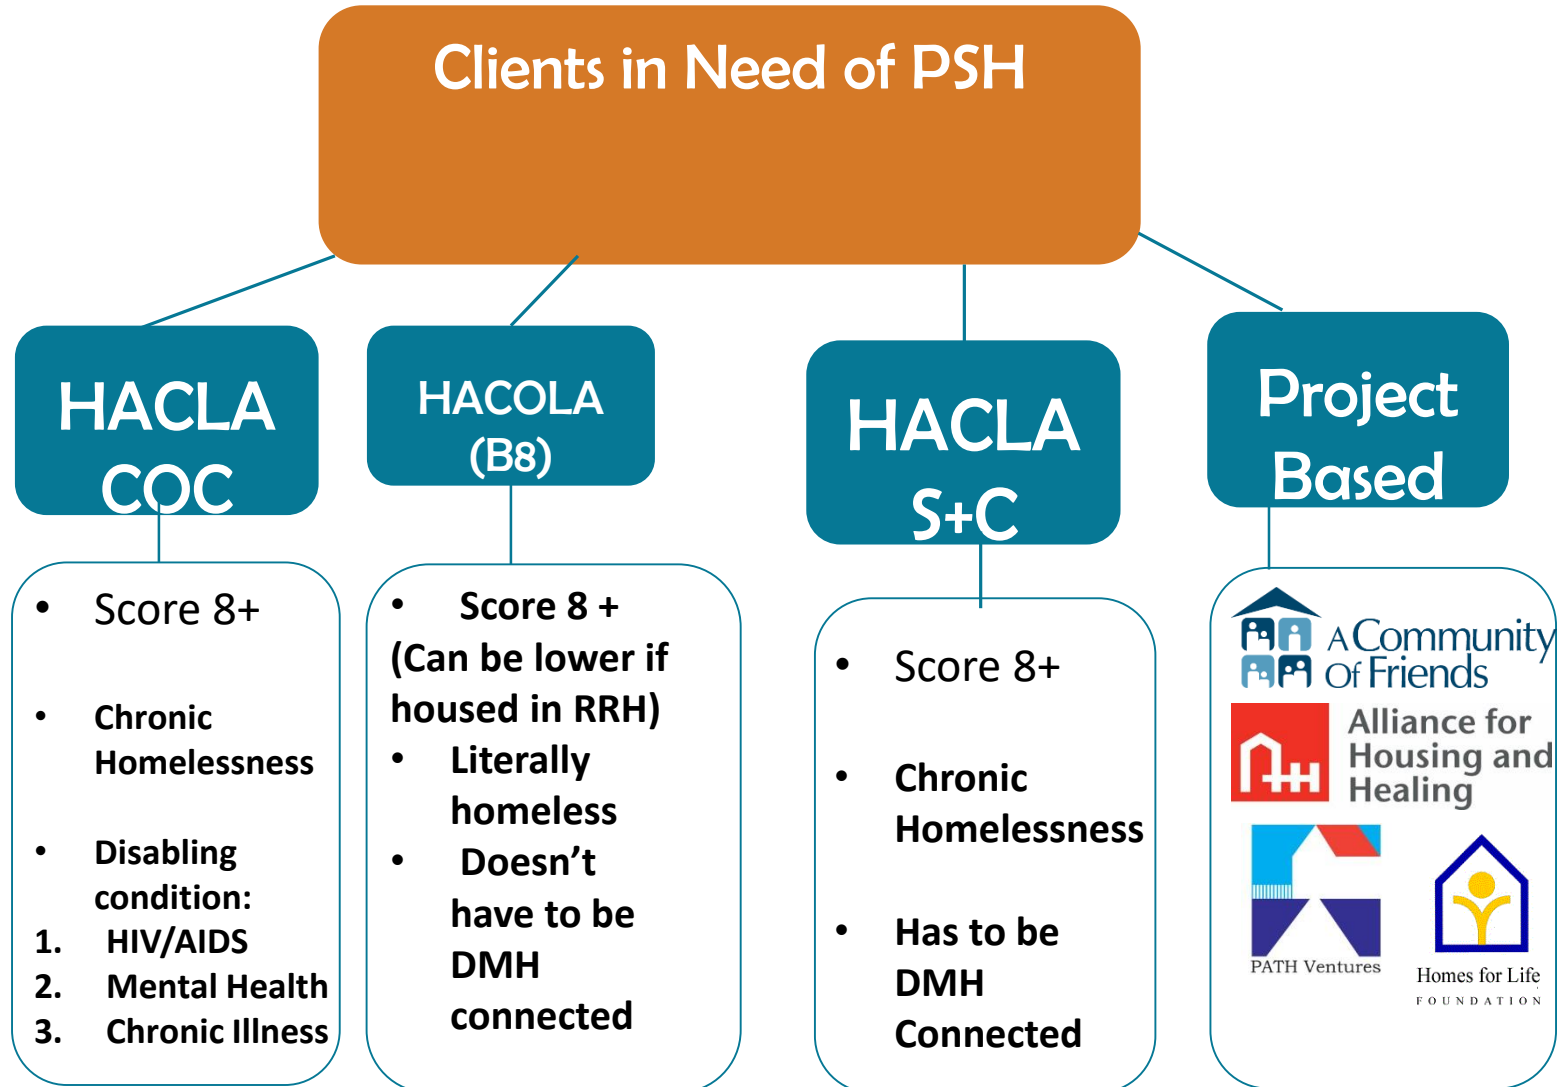 Clients in Need of PSH
HACLA
COC
• Score 8+
• Chronic
Homelessness
• Disabling
condition:
1. HIV/AIDS
2. Mental Health
3. Chronic Illness
HACOLA
(B8)
• Score 8 +
(Can be lower if
housed in RRH)
• Literally
homeless
• Doesn’t
have to be
DMH
connected
HACLA
S+C
• Score 8+
• Chronic
Homelessness
• Has to be
DMH
Connected
Project
Based
A Community
Of Friends
Alliance for
Housing and
Healing
PATH Ventures
Homes for Life
FOUNDATION